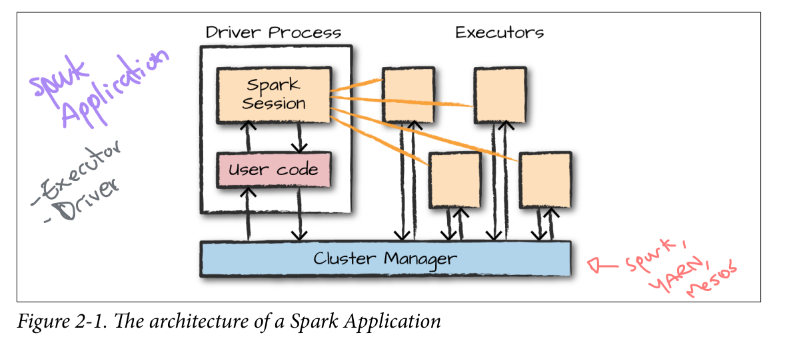 Driver Process
Executors
Spark
Session
User code
Cluster Manager
Spark
Application
- Executor
- Driver
Spark,
YARN,
Mesos
Figure 2-1. The architecture of a Spark Application